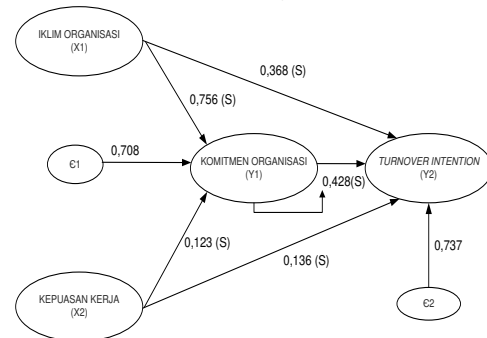 IKLIM ORGANISASI
(X1)
0,368 (S)
0,756 (S)
0,708
€1
KOMITMEN ORGANISASI
(Y1)
TURNOVER INTENTION
(Y2)
0,428(S)
0,123 (S)
0,136 (S)
0,737
KEPUASAN KERJA
(X2)
€2